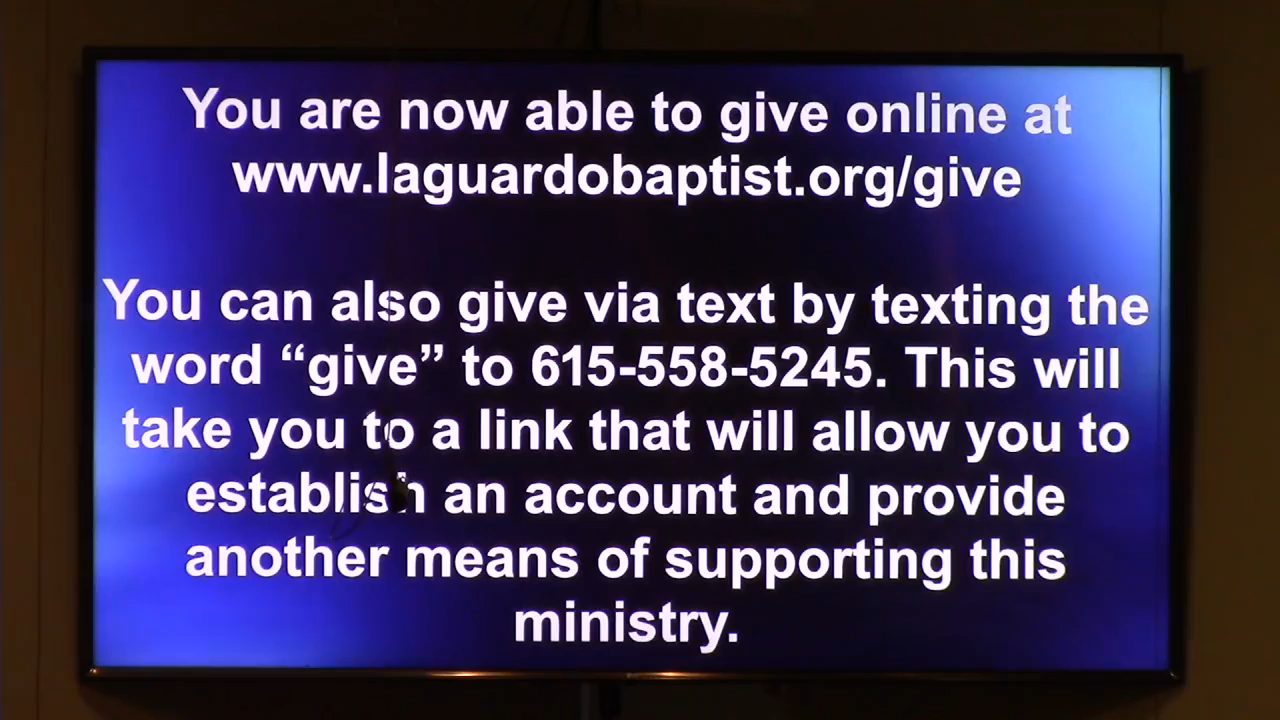 You are now able to give online at
www.laguardobaptist.org/give
You can also give via text by texting the
word “give” to 615-558-5245. This will
take you to a link that will allow you to
establish an account and provide
another means of supporting this
ministry.